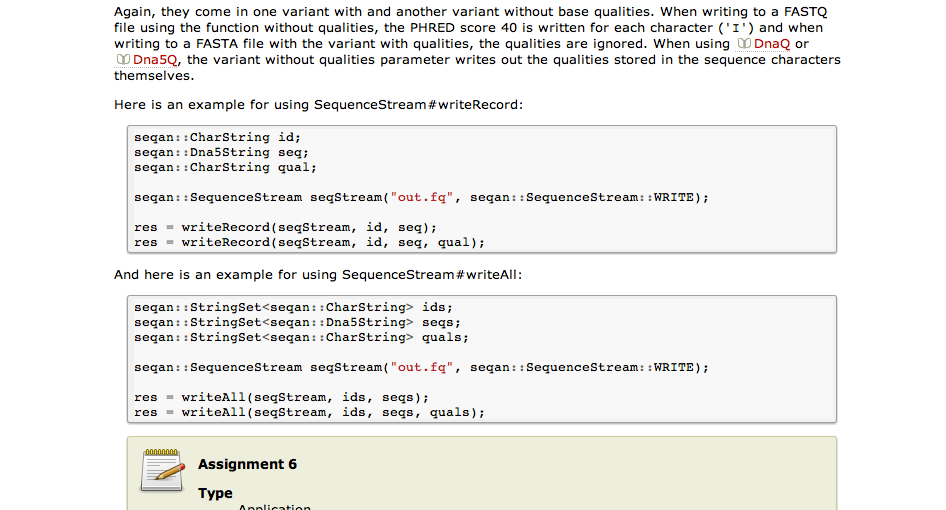 Again, they come in one variant with and another variant without base qualities. When writing to a FASTQ
file using the function without qualities, the PHRED score 40 is written for each character ('I') and when
writing to a FASTA file with the variant with qualities, the qualities are ignored. When using DnaQ or
Dna5Q, the variant without qualities parameter writes out the qualities stored in the sequence characters
themselves.
Here is an example for using SequenceStream#writeRecord:
seqan::CharString id;
seqan::Dna5String seq;
seqan::CharString qual;
seqan::SequenceStream seqStream("out.fq", seqan::SequenceStream::WRITE);
res = writeRecord(seqStream, id, seq);
res = writeRecord(seqStream, id, seq, qual);
And here is an example for using SequenceStream#writeAll:
seqan::StringSet<seqan::CharString> ids;
seqan::StringSet<seqan::Dna5String> seqs;
seqan::StringSet<seqan::CharString> quals;
seqan::SequenceStream seqStream("out.fq", seqan::SequenceStream::WRITE);
res = writeAll(seqStream, ids, seqs);
res = writeAll(seqStream, ids, seqs, quals);
Assignment 6
Type
Application